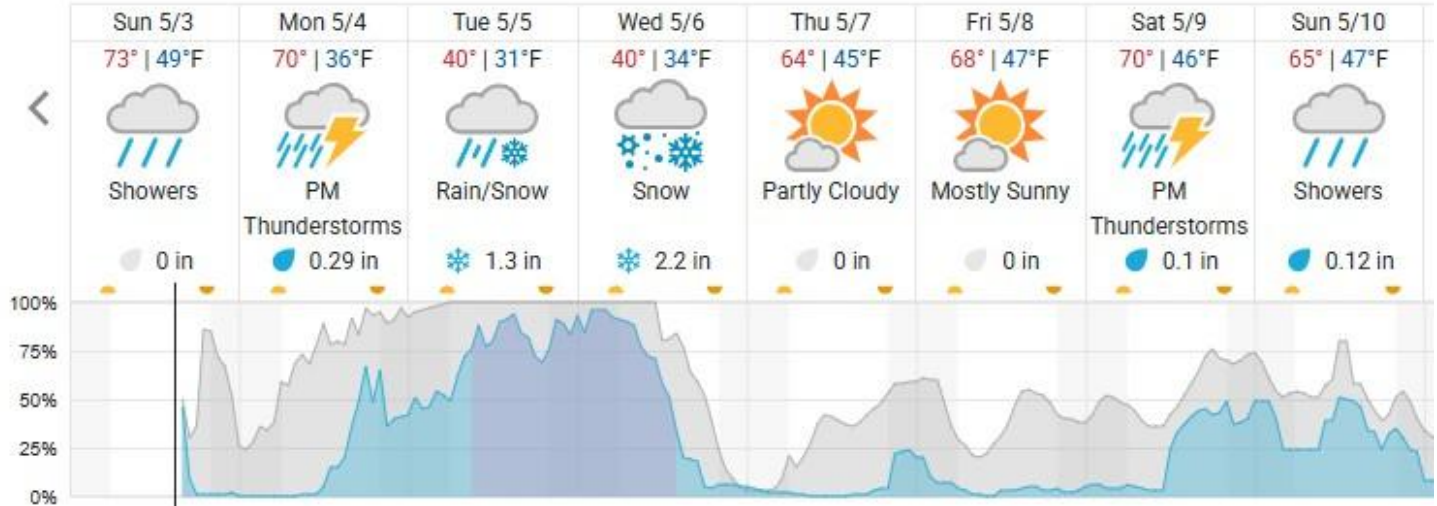 Sun 5/3 Mon 5/4 Tue 5/5 Wed 5/6 Thu 5/7 Fri 5/8 Sat 5/9 Sun 5/10
73° | 49°F 70° | 36°F 40° | 31°F 40° | 34°F 64° | 45°F 68° | 47°F 70° | 46°F 65° | 47°F
Showers PM Rain/Snow Snow Partly Cloudy Mostly Sunny PM Showers
Thunderstorms Thunderstorms
0 in 0.29 in 1.3 in 2.2 in 0 in 0 in 0.1 in 0.12 in
100%
75%
50%
25%
0%